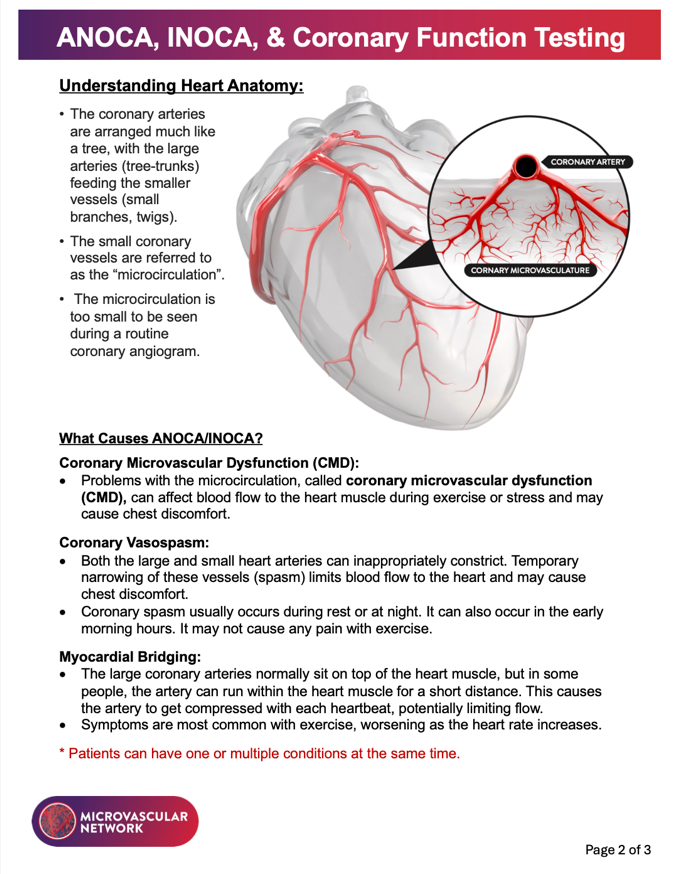 ANOCA, INOCA, & Coronary Function Testing
Understanding Heart Anatomy:
• The coronary arteries
are arranged much like
a tree, with the large
arteries (tree-trunks)
feeding the smaller
vessels (small
branches, twigs).
• The small coronary
vessels are referred to
as the “microcirculation”.
• The microcirculation is
too small to be seen
during a routine
coronary angiogram.
CORONARY ARTERY
CORNARY MICROVASCULATURE
What Causes ANOCA/INOCA?
Coronary Microvascular Dysfunction (CMD):
• Problems with the microcirculation, called coronary microvascular dysfunction
(CMD), can affect blood flow to the heart muscle during exercise or stress and may
cause chest discomfort.
Coronary Vasospasm:
• Both the large and small heart arteries can inappropriately constrict. Temporary
narrowing of these vessels (spasm) limits blood flow to the heart and may cause
chest discomfort.
• Coronary spasm usually occurs during rest or at night. It can also occur in the early
morning hours. It may not cause any pain with exercise.
Myocardial Bridging:
• The large coronary arteries normally sit on top of the heart muscle, but in some
people, the artery can run within the heart muscle for a short distance. This causes
the artery to get compressed with each heartbeat, potentially limiting flow.
• Symptoms are most common with exercise, worsening as the heart rate increases.
* Patients can have one or multiple conditions at the same time.
MICROVASCULAR
NETWORK
Page 2 of 3